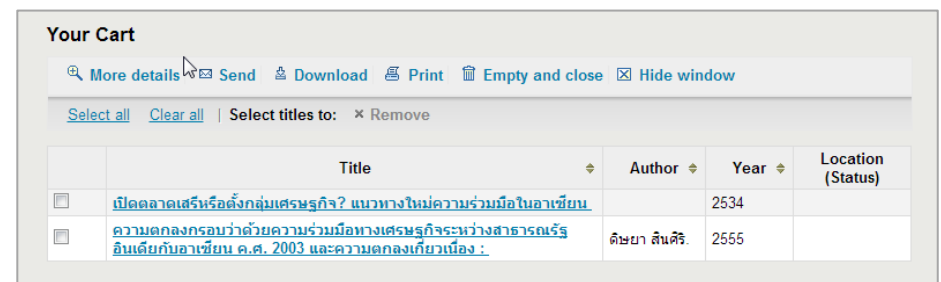 Your Cart
More details Send Download Print Empty and close Hide window
Select all Clear all | Select titles to: × Remove
Title Author Year Location
(Status)
เปิดตลาดเสรีหรือตั้งกลุ่มเศรษฐกิจ? แนวทางใหม่ความร่วมมือในอาเซียน 2534
ความตกลงกรอบว่าด้วยความร่วมมือทางเศรษฐกิจระหว่างสาธารณรัฐ
อินเดียกับอาเซียน ค.ศ. 2003 และความตกลงเกี่ยวเนื่อง : ดิษยา สินศิริ. 2555